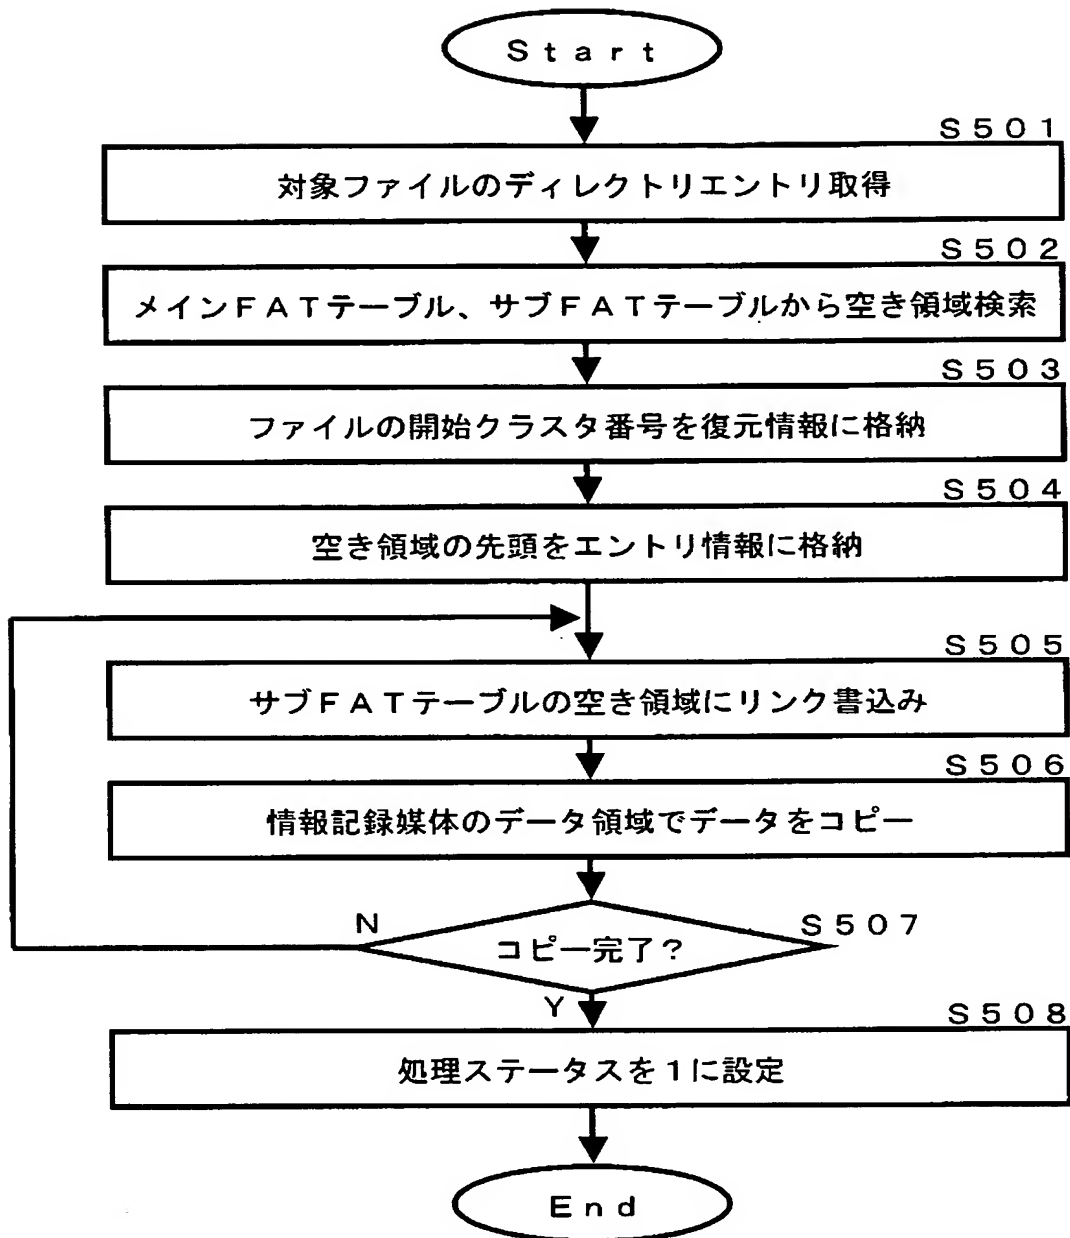 Start
S501
対象ファイルのディレクトリエントリ取得
S502
メインFATテーブル、サブFATテーブルから空き領域検索
S503
ファイルの開始クラスタ番号を復元情報に格納
S504
空き領域の先頭をエントリ情報に格納
S505
サブFATテーブルの空き領域にリンク書込み
S506
情報記録媒体のデータ領域でデータをコピー
N
S507
コピー完了?
Y
S508
処理ステータスを1に設定
End